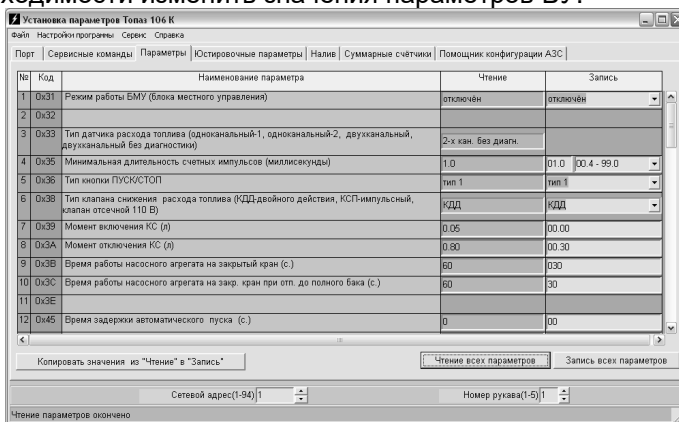 ходимости изменить значения параметров БУ.
Установка параметров Топаз 106 К
Файл Настройки программы Сервис Справка
Порт Сервисные команды Параметры Юстировочные параметры Налив Суммарные счётчики Помощник конфигурации АЗС
№ Код Наименование параметра Чтение Запись
1 0x31 Режим работы БМУ (блока местного управления) отключён отключён
2 0x32
3 0x33 Тип датчика расхода топлива (одноканальный-1, одноканальный-2, двухканальный,
двухканальный без диагностики) 2-х кан. без диагн.
4 0x35 Минимальная длительность счетных импульсов (миллисекунды) 1.0 01.0 00.4 - 99.0
5 0x36 Тип кнопки ПУСК/СТОП тип 1 тип 1
6 0x38 Тип клапана снижения расхода топлива (КДД-двойного действия, КСП-импульсный,
клапан отсечной 110 В) КДД КДД
7 0x39 Момент включения КС (л) 0.05 00.00
8 0x3A Момент отключения КС (л) 0.80 00.30
9 0x3B Время работы насосного агрегата на закрытый кран (с.) 60 030
10 0x3C Время работы насосного агрегата на закр. кран при отп. до полного бака (с.) 60 30
11 0x3E
12 0x45 Время задержки автоматического пуска (с.) 0 00
Копировать значения из "Чтение" в "Запись" Чтение всех параметров Запись всех параметров
Сетевой адрес(1-94) 1 Номер рукава(1-5) 1
Чтение параметров окончено